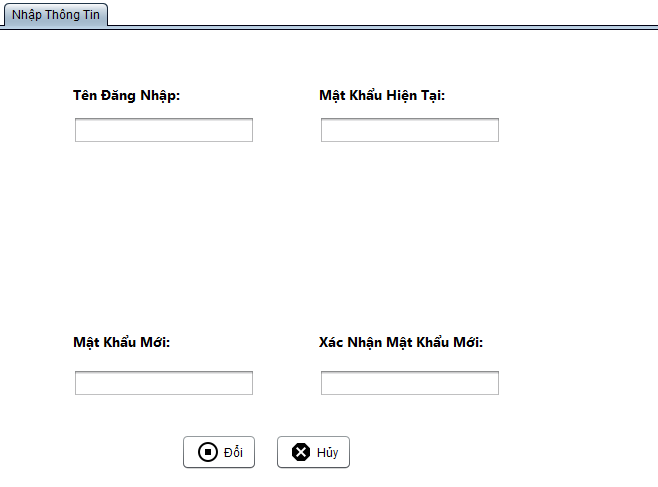 Nhập Thông Tin
Tên Đăng Nhập: Mật Khẩu Hiện Tại:
Mật Khẩu Mới: Xác Nhận Mật Khẩu Mới:
Đổi Hủy